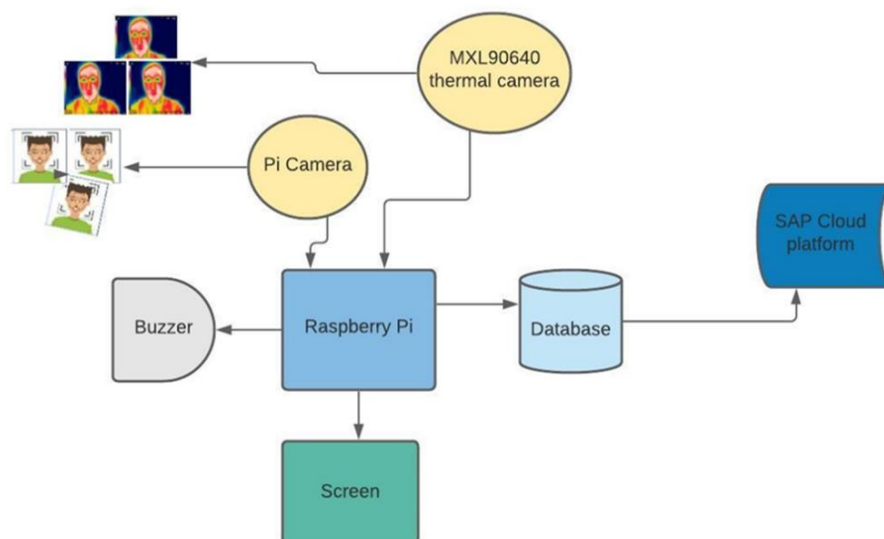 MXL90640
thermal camera
Pi Camera
SAP Cloud
platform
Buzzer
Raspberry Pi
Database
Screen